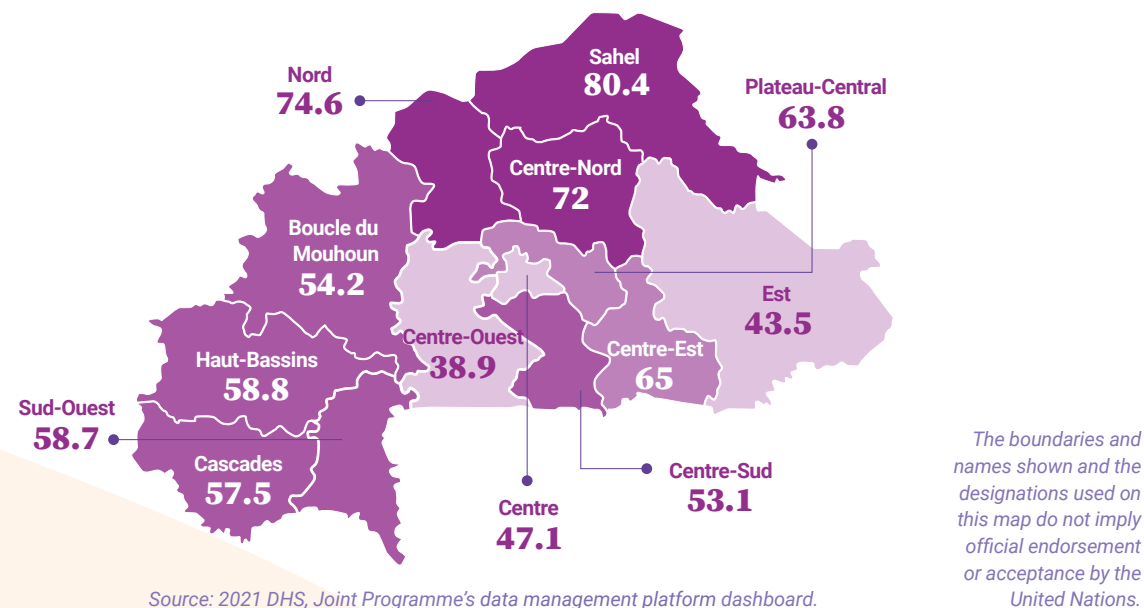 Sahel
80.4
Nord
74.6
Plateau-Central
63.8
Centre-Nord
72
Boucle du
Mouhoun
54.2
Est
43.5
Centre-Ouest
38.9
Centre-Est
65
Haut-Bassins
58.8
Sud-Ouest
58.7
Cascades
57.5
Centre-Sud
53.1
Centre
47.1
The boundaries and
names shown and the
designations used on
this map do not imply
official endorsement
or acceptance by the
United Nations.
Source: 2021 DHS, Joint Programme's data management platform dashboard.